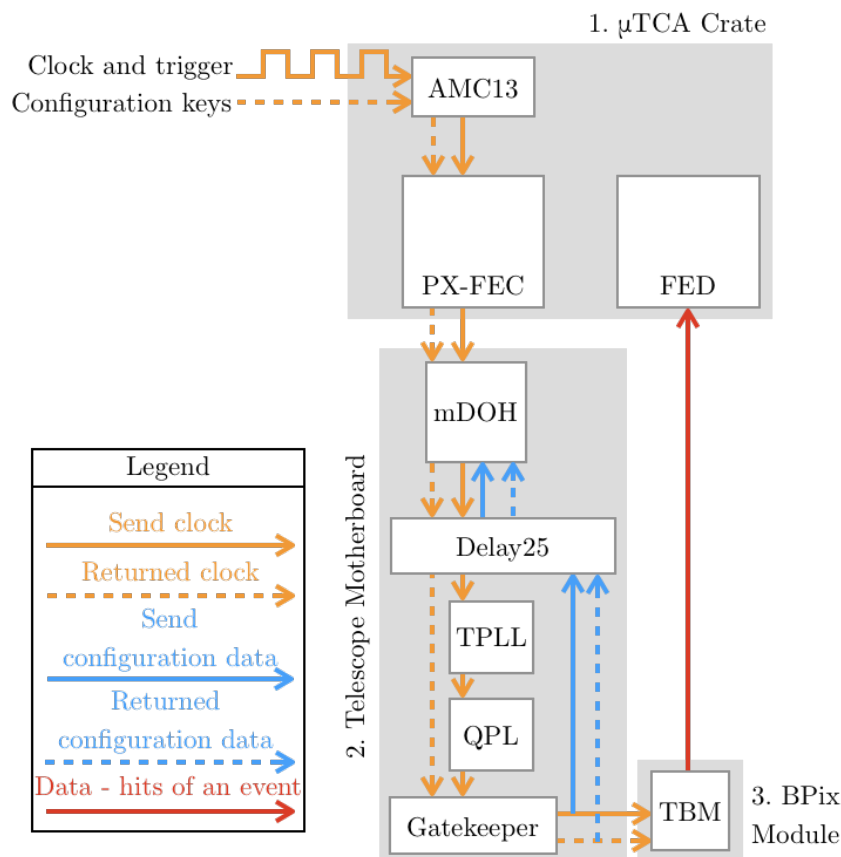 1. µTCA Crate
Clock and trigger
Configuration keys
AMC13
PX-FEC
FED
mDOH
Delay25
TPLL
QPL
Gatekeeper
TBM
2. Telescope Motherboard
3. BPix
Module
Legend
Send clock
Returned clock
Send
configuration data
Returned
configuration data
Data - hits of an event